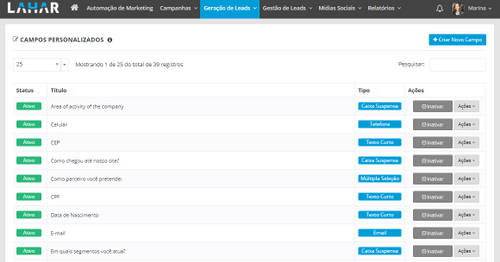 LAHAR Automação de Marketing Campanhas Geração de Leads Gestão de Leads Mídias Sociais Relatórios Marina
CAMPOS PERSONALIZADOS + Criar Novo Campo
25 Mostrando 1 de 25 do total de 39 registros Pesquisar:
Status Título Tipo Ações
Ativo Area of activity of the company Caixa Suspensa Inativar Ações
Ativo Celular Telefone Inativar Ações
Ativo CEP Texto Curto Inativar Ações
Ativo Como chegou até nosso site? Caixa Suspensa Inativar Ações
Ativo Como parceiro você pretende: Múltipla Seleção Inativar Ações
Ativo CPF Texto Curto Inativar Ações
Ativo Data de Nascimento Texto Curto Inativar Ações
Ativo E-mail Email Inativar Ações
Ativo Em quais segmentos você atua? Caixa Suspensa Inativar Ações